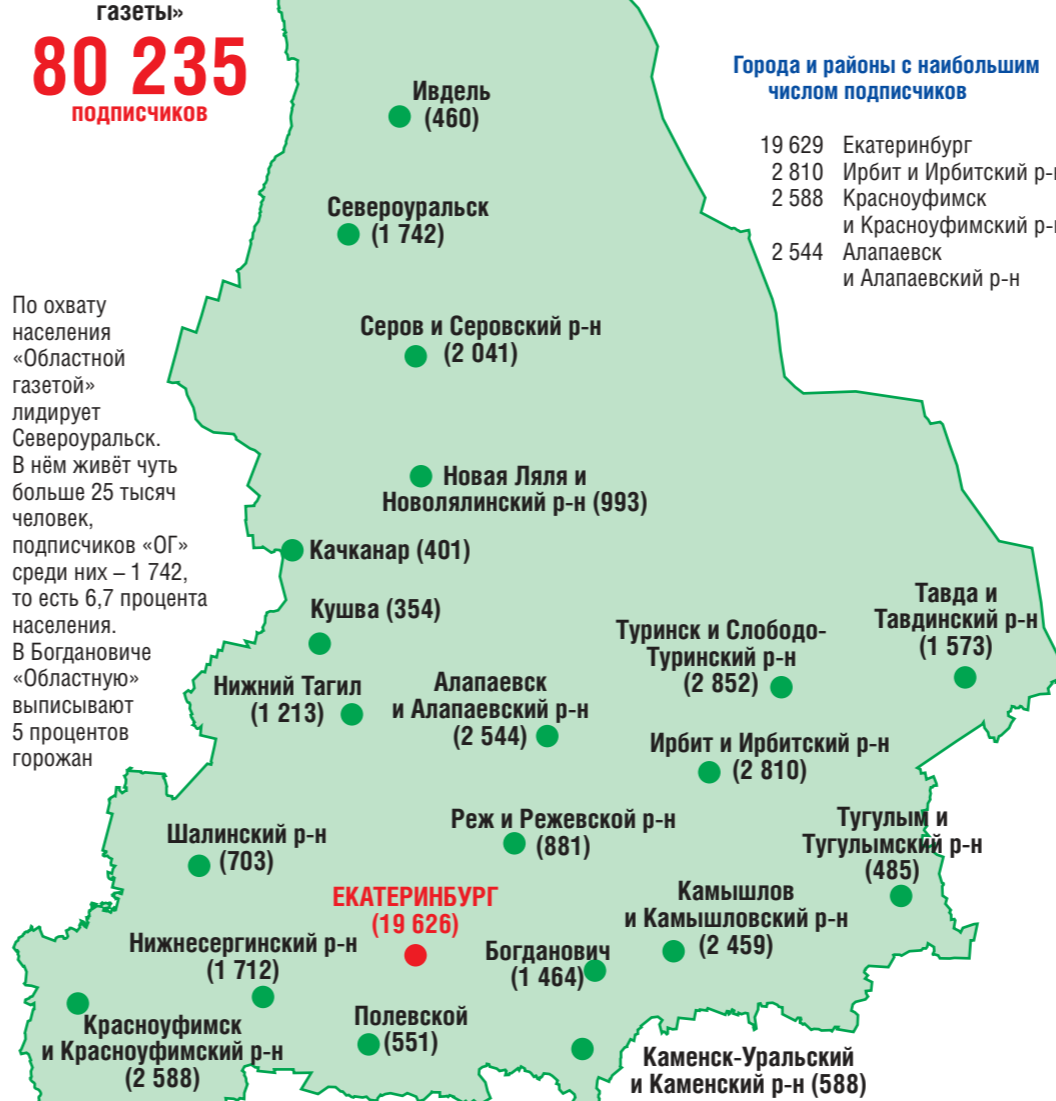 газеты»
80 235
подписчиков
Города и районы с наибольшим
числом подписчиков
19 629 Екатеринбург
2 810 Ирбит и Ирбитский р-н
2 588 Красноуфимск
и Красноуфимский р-н
2 544 Алапаевск
и Алапаевский р-н
По охвату
населения
«Областной
газетой»
лидирует
Североуральск.
В нём живёт чуть
больше 25 тысяч
человек,
подписчиков «ОГ»
среди них – 1 742,
то есть 6,7 процента
населения.
В Богдановиче
«Областную»
выписывают
5 процентов
горожан
Ивдель
(460)
Североуральск
(1 742)
Серов и Серовский р-н
(2 041)
Новая Ляля и
Новолялинский р-н (993)
Качканар (401)
Кушва (354)
Нижний Тагил
(1 213)
Алапаевск
и Алапаевский р-н
(2 544)
Туринск и Слободо-
Туринский р-н
(2 852)
Тавда и
Тавдинский р-н
(1 573)
Ирбит и Ирбитский р-н
(2 810)
Шалинский р-н
(703)
Реж и Режевской р-н
(881)
Тугулым и
Тугулымский р-н
(485)
ЕКАТЕРИНБУРГ
(19 626)
Камышлов
и Камышловский р-н
(2 459)
Нижнесергинский р-н
(1 712)
Богданович
(1 464)
Красноуфимск
и Красноуфимский р-н
(2 588)
Полевской
(551)
Каменск-Уральский
и Каменский р-н (588)